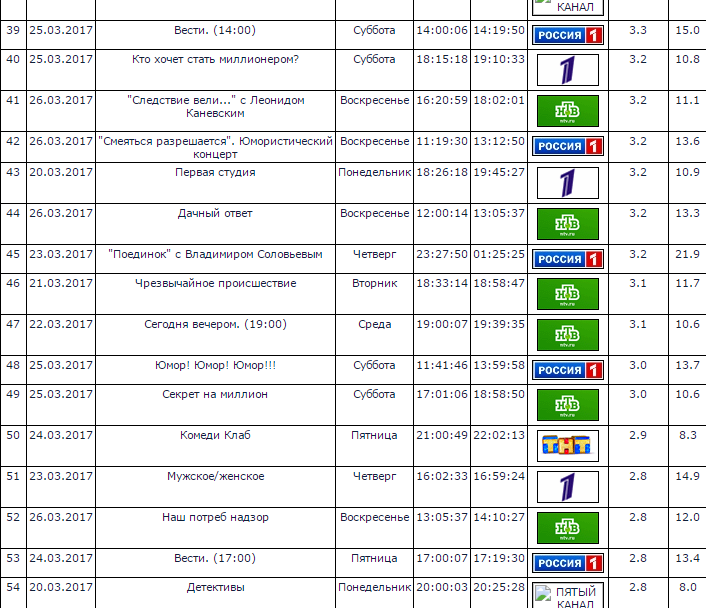 КАНАЛ
39 25.03.2017 Вести. (14:00) Суббота 14:00:06 14:19:50 РОССИЯ 1 3.3 15.0
40 25.03.2017 Кто хочет стать миллионером? Суббота 18:15:18 19:10:33 1 3.2 10.8
41 26.03.2017 "Следствие вели..." с Леонидом Воскресенье 16:20:59 18:02:01 НТВ 3.2 11.1
Каневским ntv.ru
42 26.03.2017 "Смеяться разрешается". Юмористический Воскресенье 11:19:30 13:12:50 РОССИЯ 1 3.2 13.6
концерт
43 20.03.2017 Первая студия Понедельник 18:26:18 19:45:27 1 3.2 10.9
44 26.03.2017 Дачный ответ Воскресенье 12:00:14 13:05:37 НТВ 3.2 13.3
ntv.ru
45 23.03.2017 "Поединок" с Владимиром Соловьевым Четверг 23:27:50 01:25:25 РОССИЯ 1 3.2 21.9
46 21.03.2017 Чрезвычайное происшествие Вторник 18:33:14 18:58:47 НТВ 3.1 11.7
ntv.ru
47 22.03.2017 Сегодня вечером. (19:00) Среда 19:00:07 19:39:35 НТВ 3.1 10.6
ntv.ru
48 25.03.2017 Юмор! Юмор! Юмор!!! Суббота 11:41:46 13:59:58 РОССИЯ 1 3.0 13.7
49 25.03.2017 Секрет на миллион Суббота 17:01:06 18:58:50 НТВ 3.0 10.6
ntv.ru
50 24.03.2017 Комеди Клаб Пятница 21:00:49 22:02:13 ТНТ 2.9 8.3
51 23.03.2017 Мужское/женское Четверг 16:02:33 16:59:24 1 2.8 14.9
52 26.03.2017 Наш потреб надзор Воскресенье 13:05:37 14:10:27 НТВ 2.8 12.0
ntv.ru
53 24.03.2017 Вести. (17:00) Пятница 17:00:07 17:19:30 РОССИЯ 1 2.8 13.4
54 20.03.2017 Детективы Понедельник 20:00:03 20:25:28 ПЯТЫЙ 2.8 8.0
КАНАЛ